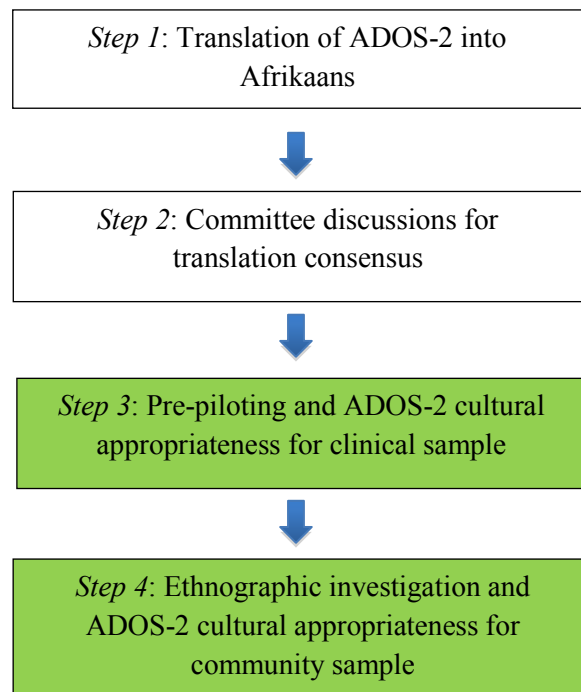 Step 1: Translation of ADOS-2 into
Afrikaans
Step 2: Committee discussions for
translation consensus
Step 3: Pre-piloting and ADOS-2 cultural
appropriateness for clinical sample
Step 4: Ethnographic investigation and
ADOS-2 cultural appropriateness for
community sample